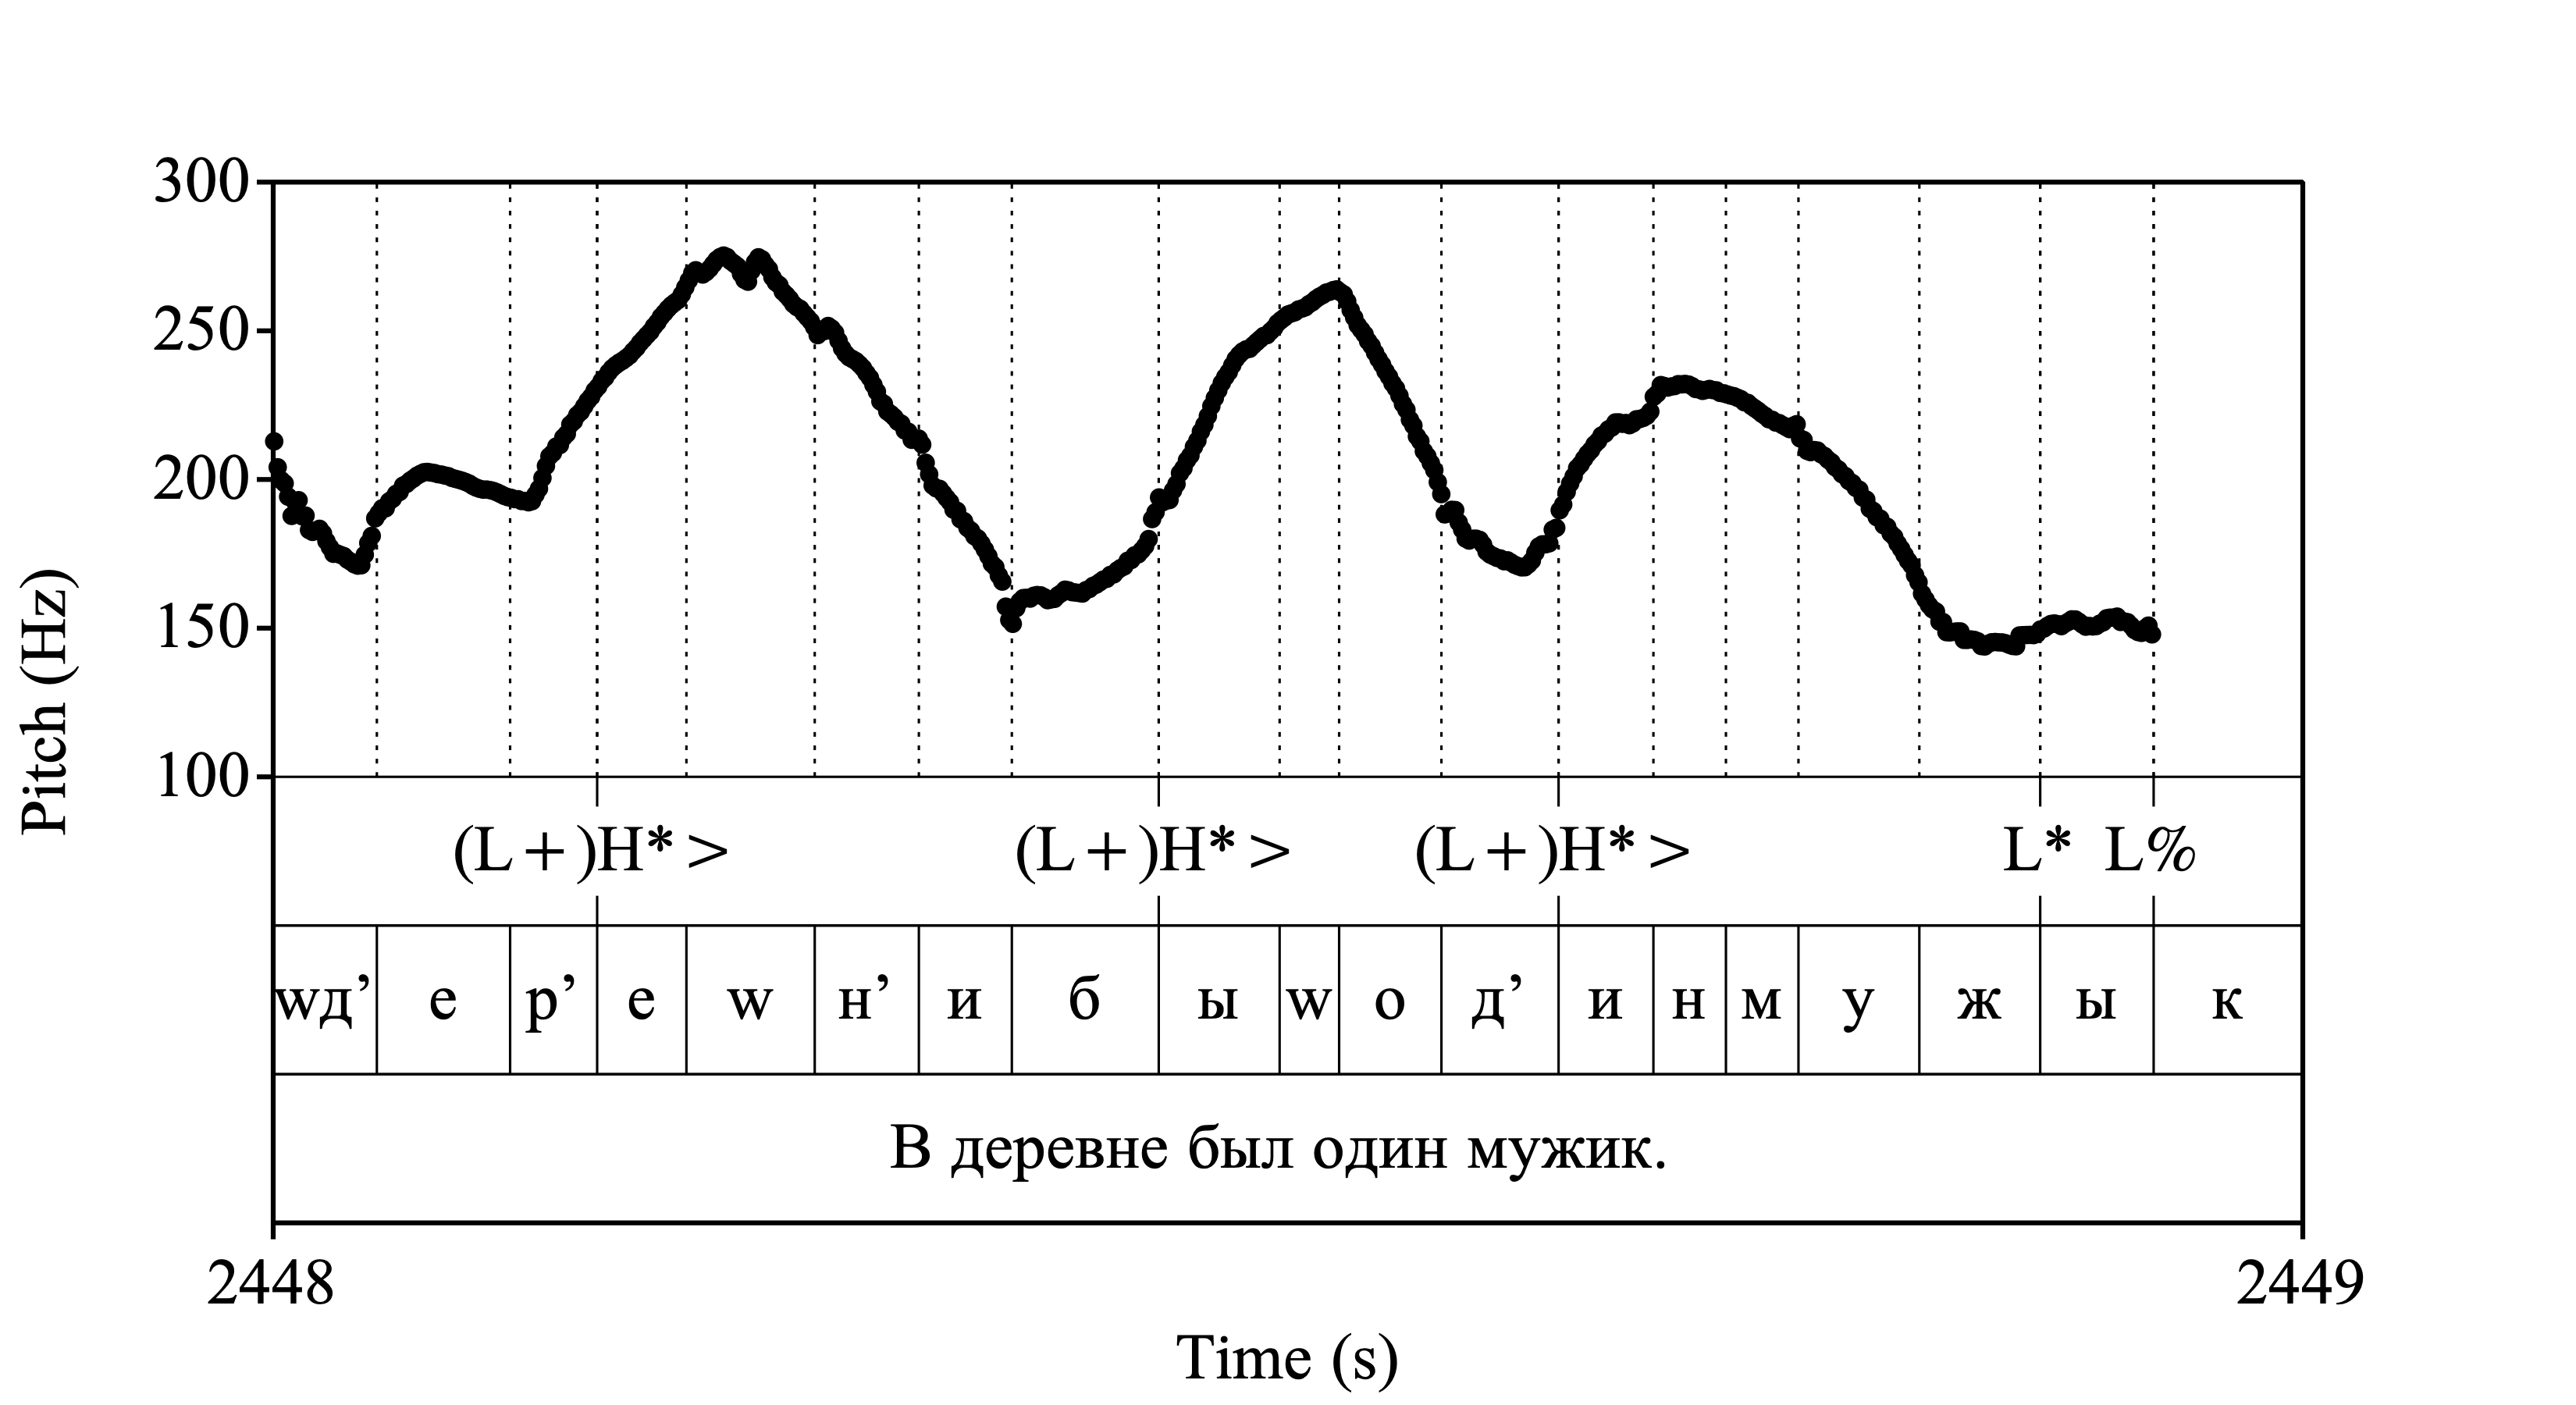 300
250
200
150
100
Pitch (Hz)
(L+)H*> (L+)H*> (L+)H*> L* L%
wд’ е р’ е w н’ и б ы w о д’ и н м у ж ы к
В деревне был один мужик.
2448 2449
Time (s)